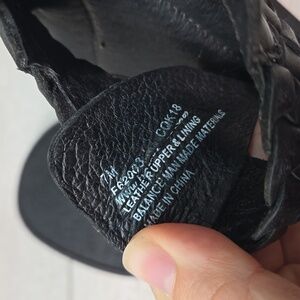 7M
COK18
LEATHER UPPER & LINING
BALANCE MAN MADE MATERIALS
MADE IN CHINA